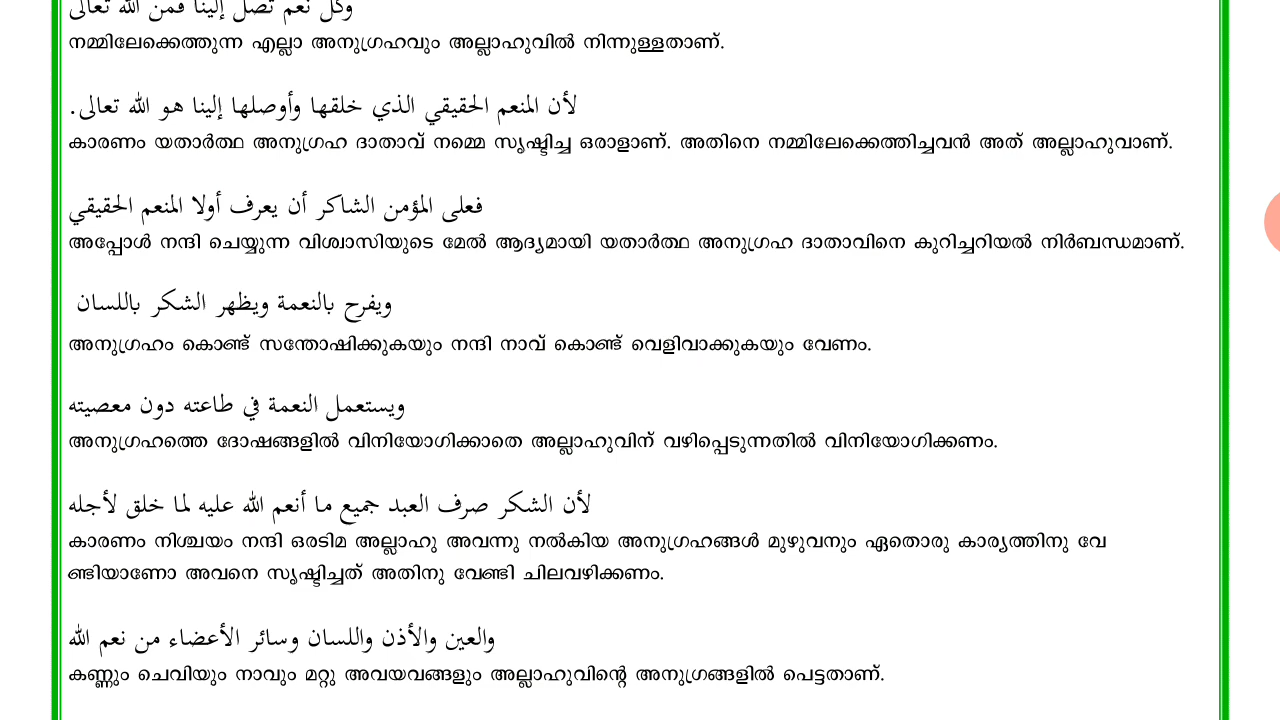 وكل نعم تصل إلينا فمن الله تعالى
നമ്മിലേക്കെത്തുന്ന എല്ലാ അനുഗ്രഹവും അല്ലാഹുവിൽ നിന്നുള്ളതാണ്.
لأن المنعم الحقيقي الذي خلقها وأوصلها إلينا هو الله تعالى.
കാരണം യതാർത്ഥ അനുഗ്രഹ ദാതാവ് നമ്മെ സൃഷ്ടിച്ച ഒരാളാണ്. അതിനെ നമ്മിലേക്കെത്തിച്ചവൻ അത് അല്ലാഹുവാണ്.
فعلى المؤمن الشاكر أن يعرف أولا المنعم الحقيقي
അപ്പോൾ നന്ദി ചെയ്യുന്ന വിശ്വാസിയുടെ മേൽ ആദ്യമായി യതാർത്ഥ അനുഗ്രഹ ദാതാവിനെ കുറിച്ചറിയൽ നിർബന്ധമാണ്.
ويفرح بالنعمة ويظهر الشكر باللسان
അനുഗ്രഹം കൊണ്ട് സന്തോഷിക്കുകയും നന്ദി നാവ് കൊണ്ട് വെളിവാക്കുകയും വേണം.
ويستعمل النعمة في طاعته دون معصيته
അനുഗ്രഹത്തെ ദോഷങ്ങളിൽ വിനിയോഗിക്കാതെ അല്ലാഹുവിന് വഴിപ്പെടുന്നതിൽ വിനിയോഗിക്കണം.
لأن الشكر صرف العبد جميع ما أنعم الله عليه لما خلق لأجله
കാരണം നിശ്ചയം നന്ദി ഒരടിമ അല്ലാഹു അവന്നു നൽകിയ അനുഗ്രഹങ്ങൾ മുഴുവനും ഏതൊരു കാര്യത്തിനു വേ
ണ്ടിയാണോ അവനെ സൃഷ്ടിച്ചത് അതിനു വേണ്ടി ചിലവഴിക്കണം.
والعين والأذن واللسان وسائر الأعضاء من نعم الله
കണ്ണും ചെവിയും നാവും മറ്റു അവയവങ്ങളും അല്ലാഹുവിന്റെ അനുഗ്രങ്ങളിൽ പെട്ടതാണ്.